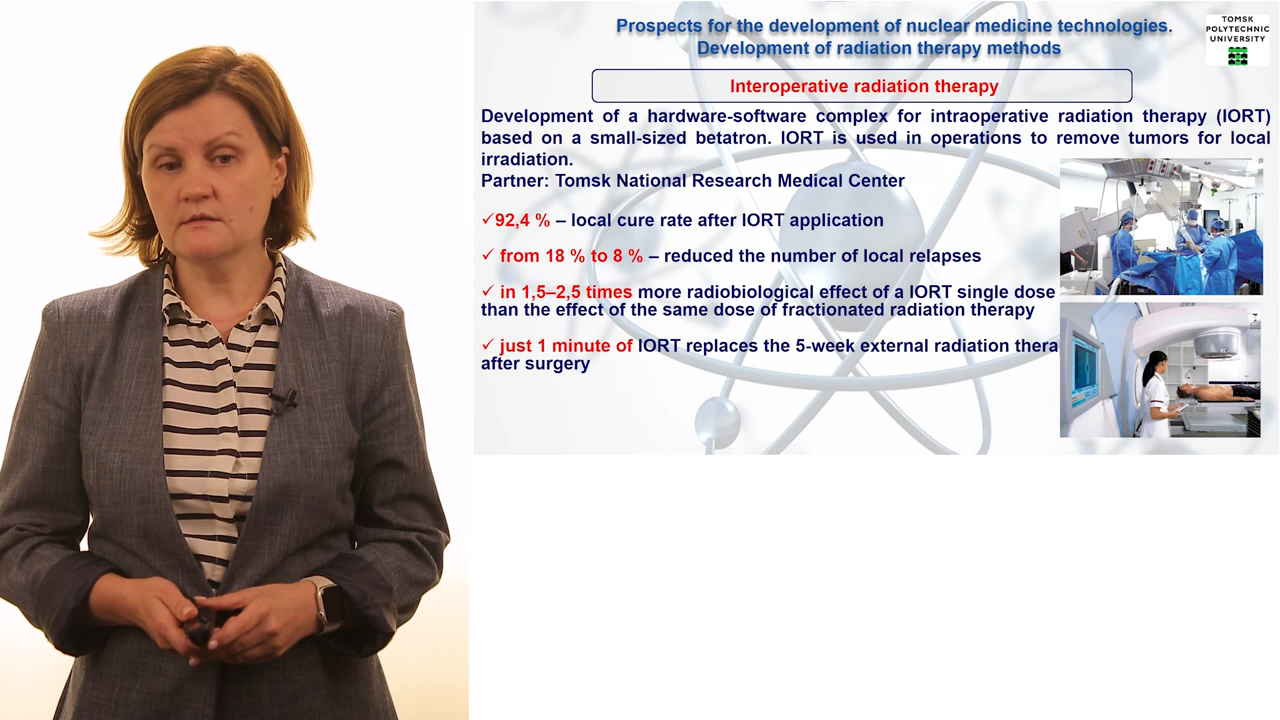 Prospects for the development of nuclear medicine technologies.
Development of radiation therapy methods
TOMSK
POLYTECHNIC
UNIVERSITY
Interoperative radiation therapy
Development of a hardware-software complex for intraoperative radiation therapy (IORT)
based on a small-sized betatron. IORT is used in operations to remove tumors for local
irradiation.
Partner: Tomsk National Research Medical Center
✓92,4 % – local cure rate after IORT application
✓ from 18 % to 8 % – reduced the number of local relapses
✓ in 1,5–2,5 times more radiobiological effect of a IORT single dose
than the effect of the same dose of fractionated radiation therapy
✓ just 1 minute of IORT replaces the 5-week external radiation thera
after surgery